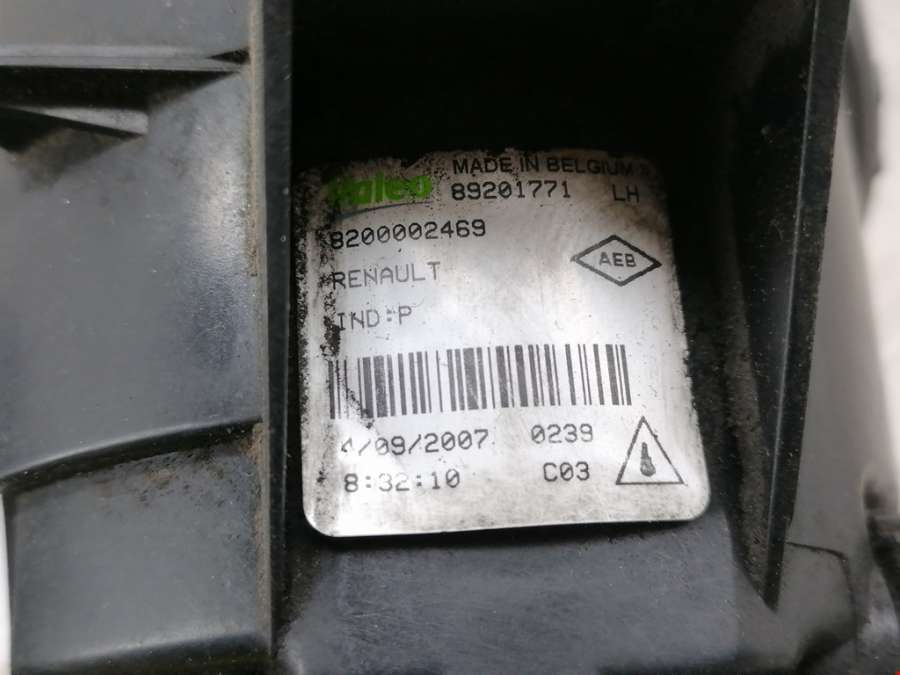 Valeo MADE IN BELGIUM
89201771 LH
8200002469
AEB
RENAULT
IND:P
4/09/2007 0239
8:32:10 C03